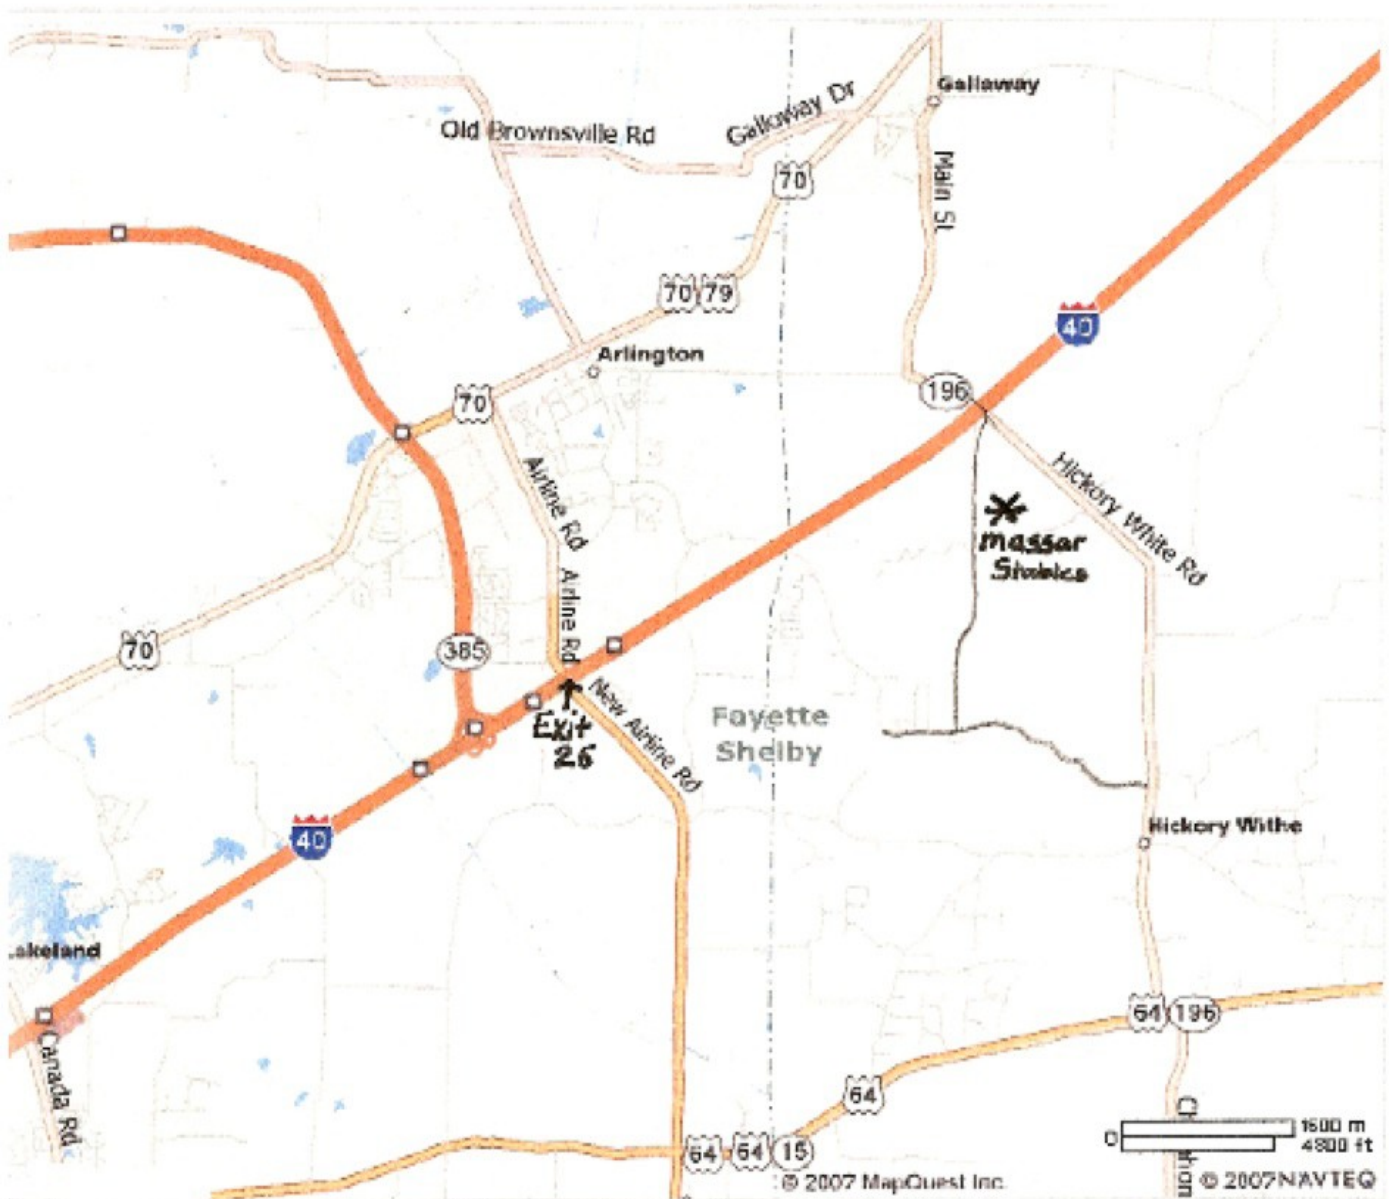 Gallaway
Old Brownsville Rd
Galloway Dr
70
Main St
70 79
40
Arlington
196
70
Airline Rd
Hickory White Rd
massar
Stables
Airline Rd
70
385
New Airline Rd
Exit
26
Fayette
Shelby
40
Hickory Withe
akeland
64 196
Canada Rd
64
1600 m
0
4800 ft
64 64 15
© 2007 MapQuest Inc
© 2007 NAVTEQ